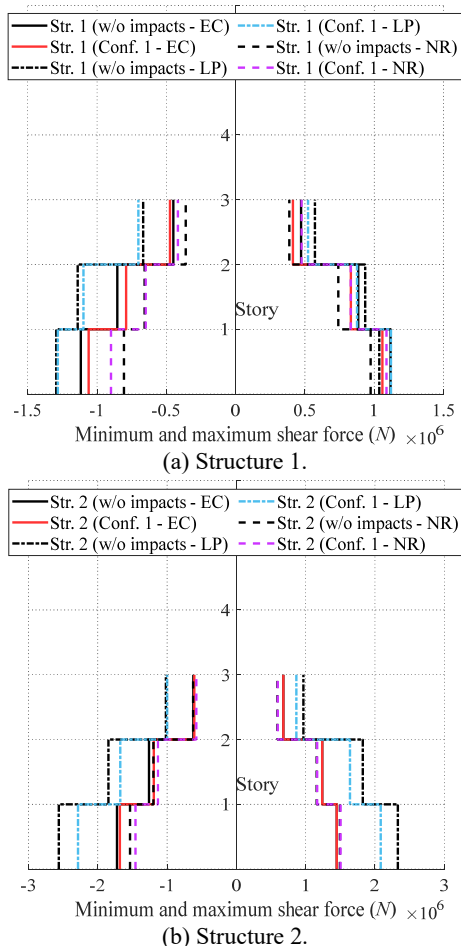 Str. 1 (w/o impacts - EC) Str. 1 (Conf. 1 - LP)
Str. 1 (Conf. 1 - EC) Str. 1 (w/o impacts - NR)
Str. 1 (w/o impacts - LP) Str. 1 (Conf. 1 - NR)
4
3
2
Story
1
-1.5 -1 -0.5 0 0.5 1 1.5
Minimum and maximum shear force (N) ×10⁶
(a) Structure 1.
Str. 2 (w/o impacts - EC) Str. 2 (Conf. 1 - LP)
Str. 2 (Conf. 1 - EC) Str. 2 (w/o impacts - NR)
Str. 2 (w/o impacts - LP) Str. 2 (Conf. 1 - NR)
4
3
2
Story
1
-3 -2 -1 0 1 2 3
Minimum and maximum shear force (N) ×10⁶
(b) Structure 2.